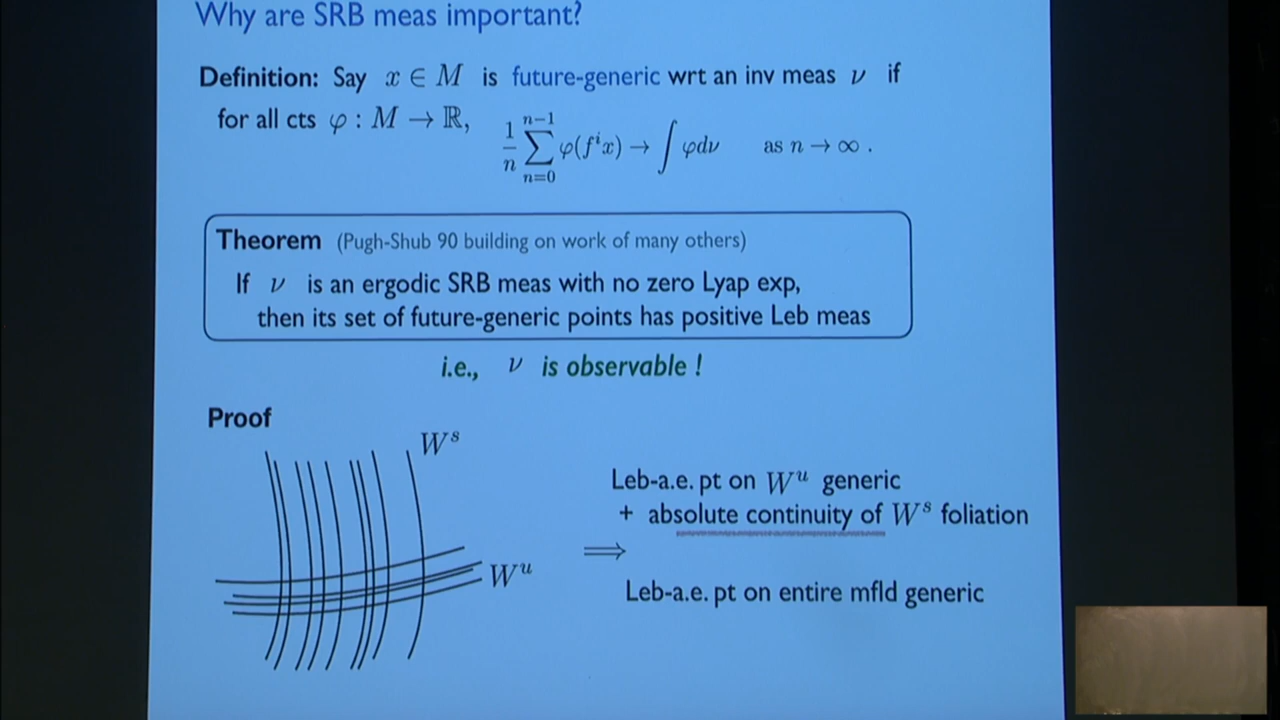 Why are SRB meas important?
Definition: Say x ∈ M is future-generic wrt an inv meas ν if
for all cts φ : M → ℝ, \frac{1}{n} \sum_{n=0}^{n-1} φ(f^i x) → ∫ φdν as n → ∞ .
Theorem (Pugh-Shub 90 building on work of many others)
If ν is an ergodic SRB meas with no zero Lyap exp,
then its set of future-generic points has positive Leb meas
i.e., ν is observable !
Proof
W^s
W^u
Leb-a.e. pt on W^u generic
+ absolute continuity of W^s foliation
⟹
Leb-a.e. pt on entire mfld generic